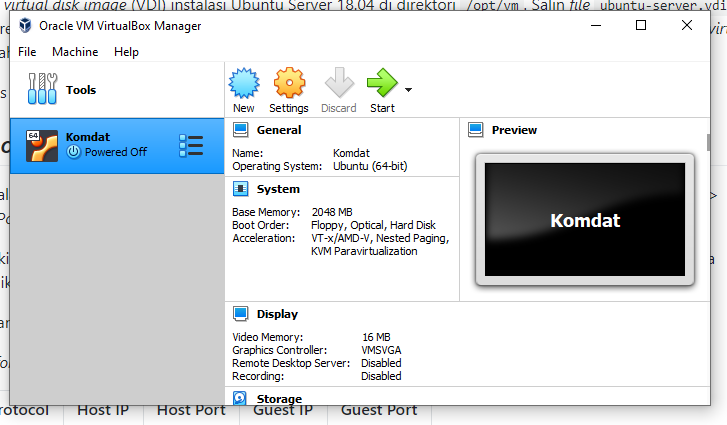 virtual disk image (VDI) instalasi Ubuntu Server 18.04 di direktori /opt/vm . Salin file ubuntu-server.vdi
Oracle VM VirtualBox Manager
File Machine Help
Tools
New Settings Discard Start
64
Komdat
Powered Off
General
Name: Komdat
Operating System: Ubuntu (64-bit)
Preview
Komdat
System
Base Memory: 2048 MB
Boot Order: Floppy, Optical, Hard Disk
Acceleration: VT-x/AMD-V, Nested Paging,
KVM Paravirtualization
Display
Video Memory: 16 MB
Graphics Controller: VMSVGA
Remote Desktop Server: Disabled
Recording: Disabled
Storage
rotocol Host IP Host Port Guest IP Guest Port